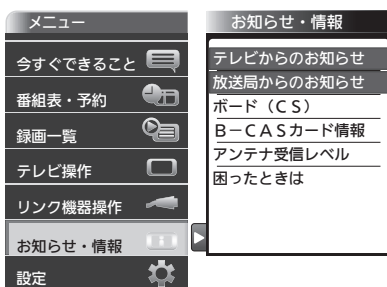 メニュー
今すぐできること
番組表・予約
録画一覧
テレビ操作
リンク機器操作
お知らせ・情報
設定
お知らせ・情報
テレビからのお知らせ
放送局からのお知らせ
ボード（ＣＳ）
Ｂ－ＣＡＳカード情報
アンテナ受信レベル
困ったときは